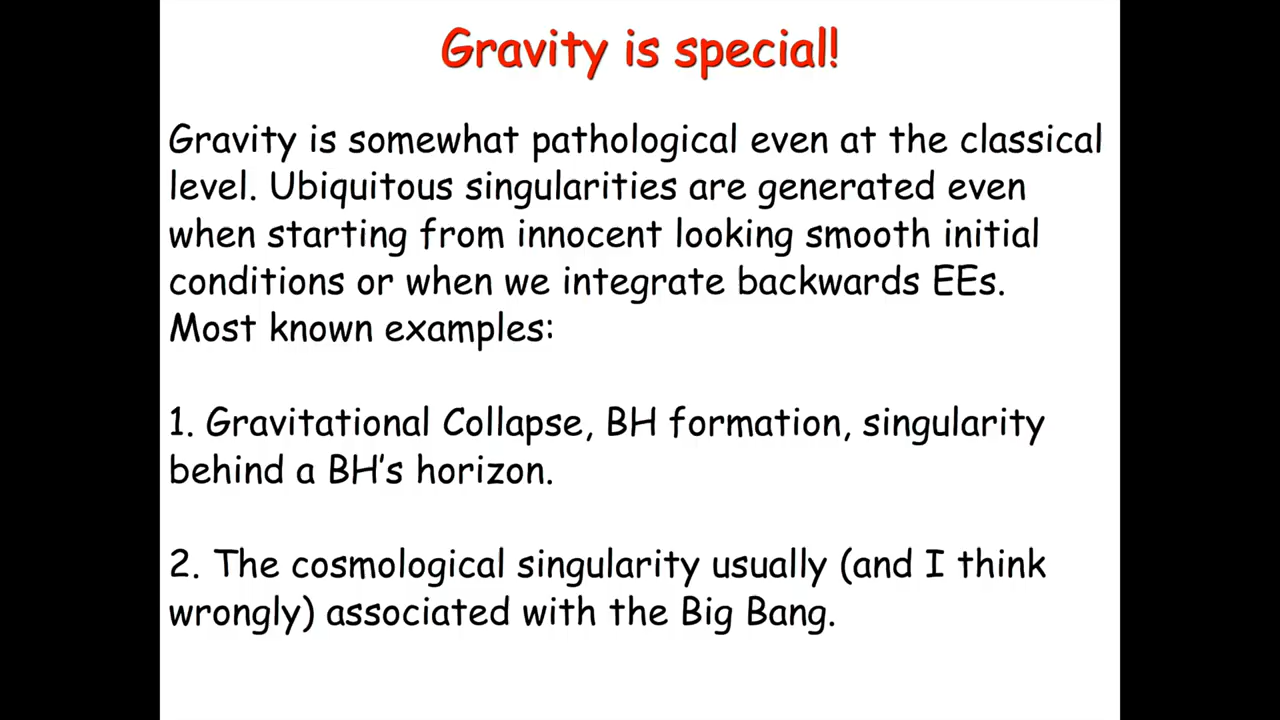 Gravity is special!
Gravity is somewhat pathological even at the classical
level. Ubiquitous singularities are generated even
when starting from innocent looking smooth initial
conditions or when we integrate backwards EEs.
Most known examples:
1. Gravitational Collapse, BH formation, singularity
behind a BH's horizon.
2. The cosmological singularity usually (and I think
wrongly) associated with the Big Bang.